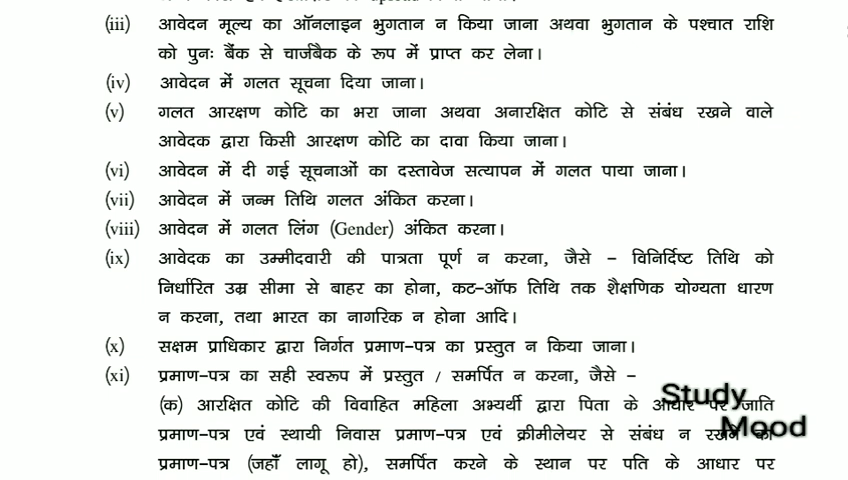 (iii) आवेदन मूल्य का ऑनलाइन भुगतान न किया जाना अथवा भुगतान के पश्चात राशि
को पुनः बैंक से चार्जबैक के रूप में प्राप्त कर लेना।
(iv) आवेदन में गलत सूचना दिया जाना।
(v) गलत आरक्षण कोटि का भरा जाना अथवा अनारक्षित कोटि से संबंध रखने वाले
आवेदक द्वारा किसी आरक्षण कोटि का दावा किया जाना।
(vi) आवेदन में दी गई सूचनाओं का दस्तावेज सत्यापन में गलत पाया जाना।
(vii) आवेदन में जन्म तिथि गलत अंकित करना।
(viii) आवेदन में गलत लिंग (Gender) अंकित करना।
(ix) आवेदक का उम्मीदवारी की पात्रता पूर्ण न करना, जैसे – विनिर्दिष्ट तिथि को
निर्धारित उम्र सीमा से बाहर का होना, कट-ऑफ तिथि तक शैक्षणिक योग्यता धारण
न करना, तथा भारत का नागरिक न होना आदि।
(x) सक्षम प्राधिकार द्वारा निर्गत प्रमाण-पत्र का प्रस्तुत न किया जाना।
(xi) प्रमाण-पत्र का सही स्वरूप में प्रस्तुत / समर्पित न करना, जैसे –
(क) आरक्षित कोटि की विवाहित महिला अभ्यर्थी द्वारा पिता के आधार पर जाति
प्रमाण-पत्र एवं स्थायी निवास प्रमाण-पत्र एवं क्रीमीलेयर से संबंध न रखने का
प्रमाण-पत्र (जहाँ लागू हो), समर्पित करने के स्थान पर पति के आधार पर
Study
Mood